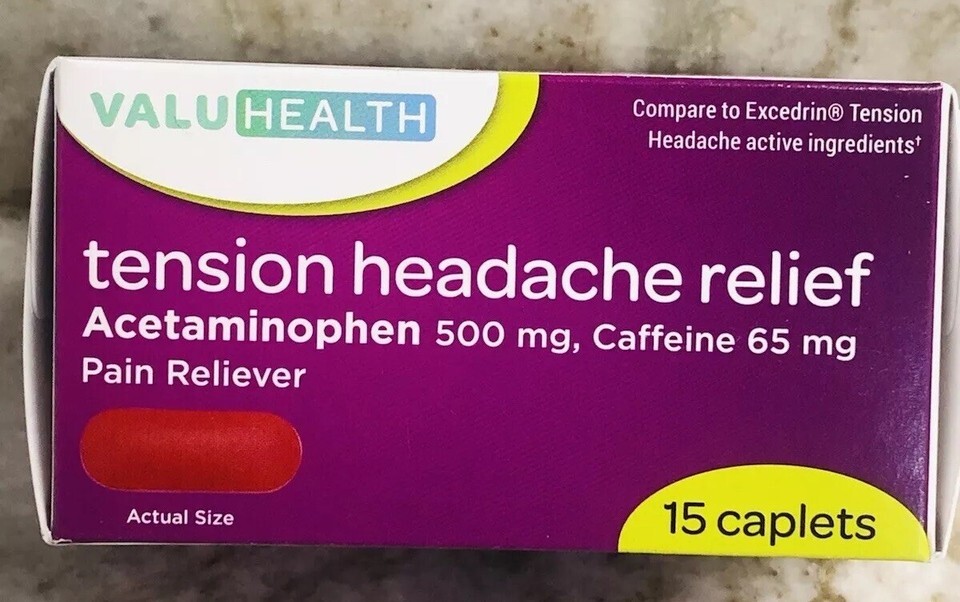 VALUHEALTH
Compare to Excedrin® Tension
Headache active ingredients†
tension headache relief
Acetaminophen 500 mg, Caffeine 65 mg
Pain Reliever
Actual Size
15 caplets